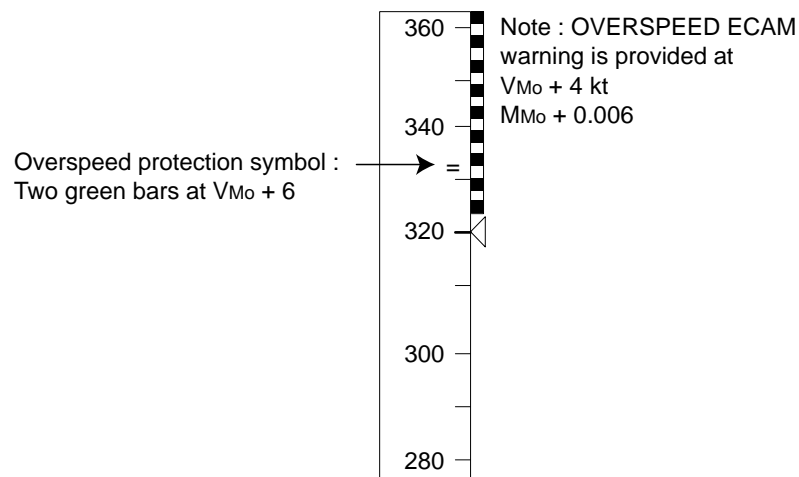 360
340
320
300
280
Note : OVERSPEED ECAM
warning is provided at
VMo + 4 kt
MMo + 0.006
Overspeed protection symbol :
Two green bars at VMo + 6